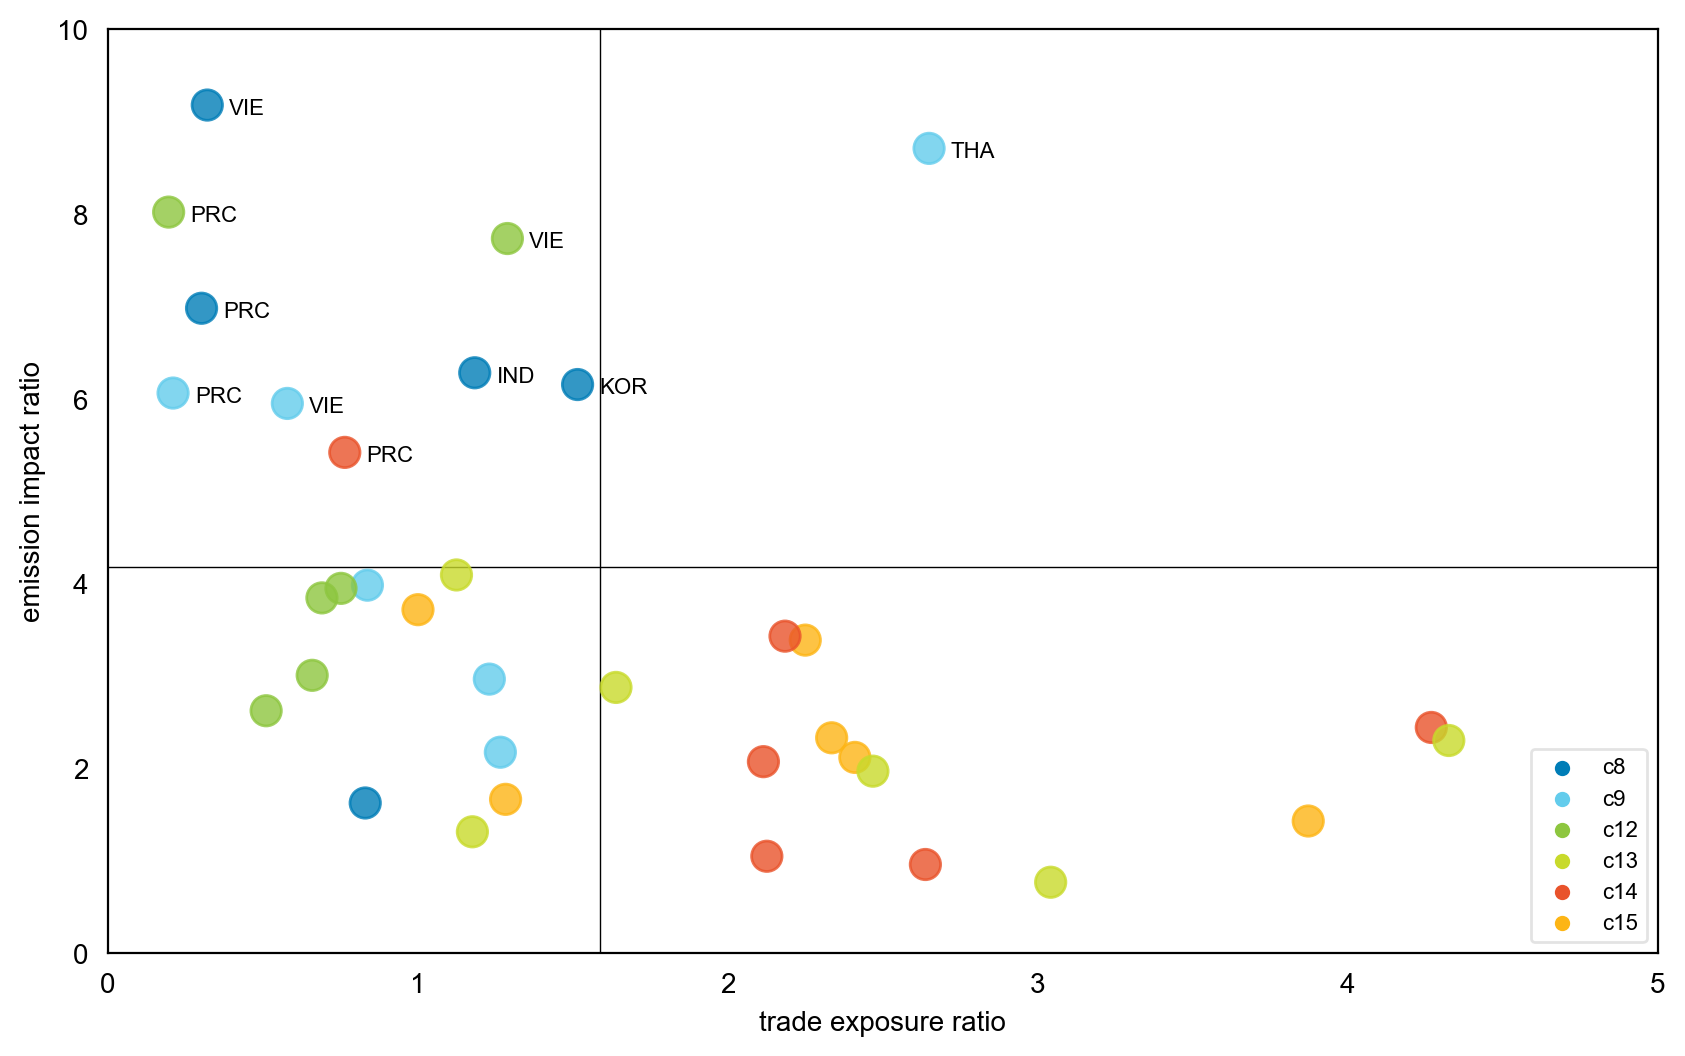 10
VIE
THA
8
PRC
VIE
PRC
IND
KOR
6
PRC
VIE
PRC
emission impact ratio
4
2
0
c8
c9
c12
c13
c14
c15
0 1 2 3 4 5
trade exposure ratio